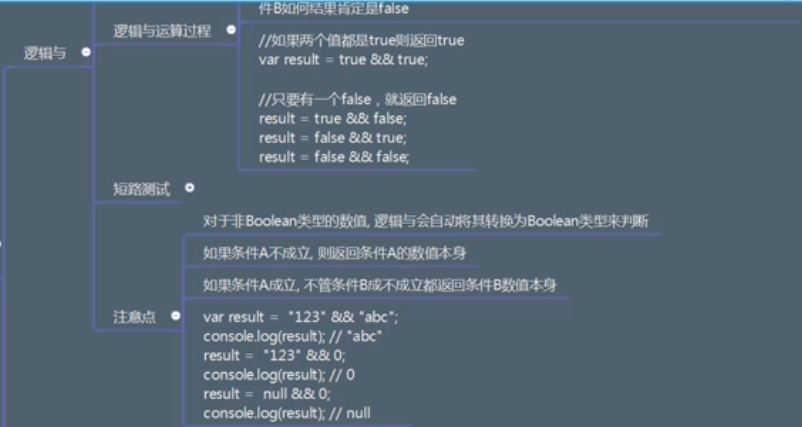 件B如何结果肯定是false
逻辑与运算过程
逻辑与
//如果两个值都是true则返回true
var result = true && true;
//只要有一个false，就返回false
result = true && false;
result = false && true;
result = false && false;
短路测试
对于非Boolean类型的数值, 逻辑与会自动将其转换为Boolean类型来判断
如果条件A不成立, 则返回条件A的数值本身
如果条件A成立, 不管条件B成不成立都返回条件B数值本身
注意点
var result =  "123" && "abc";
console.log(result); // "abc"
result =  "123" && 0;
console.log(result); // 0
result =  null && 0;
console.log(result); // null